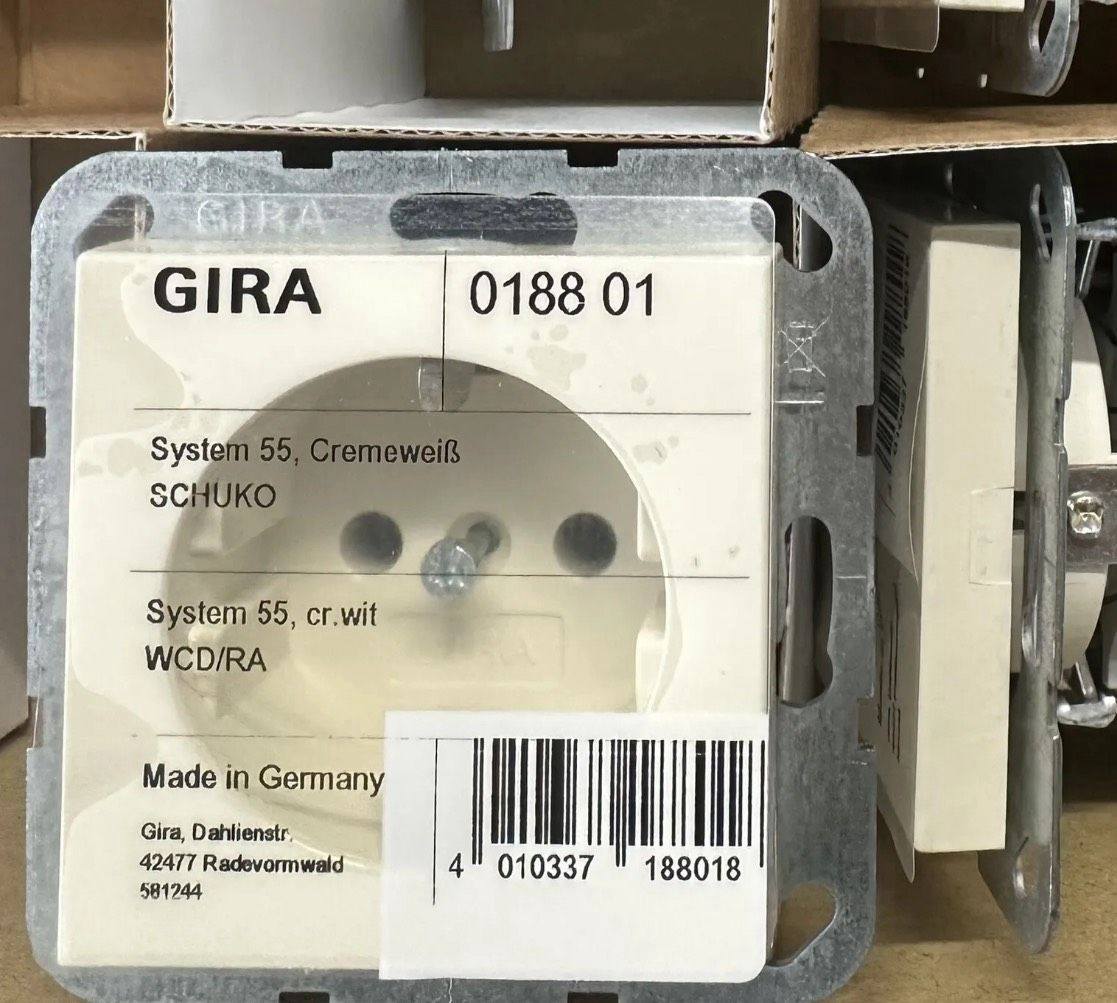 GIRA
GIRA 0188 01
System 55, Cremeweiß
SCHUKO
System 55, cr.wit
WCD/RA
Made in Germany
Gira, Dahlienstr.
42477 Radevormwald
581244
4 010337 188018